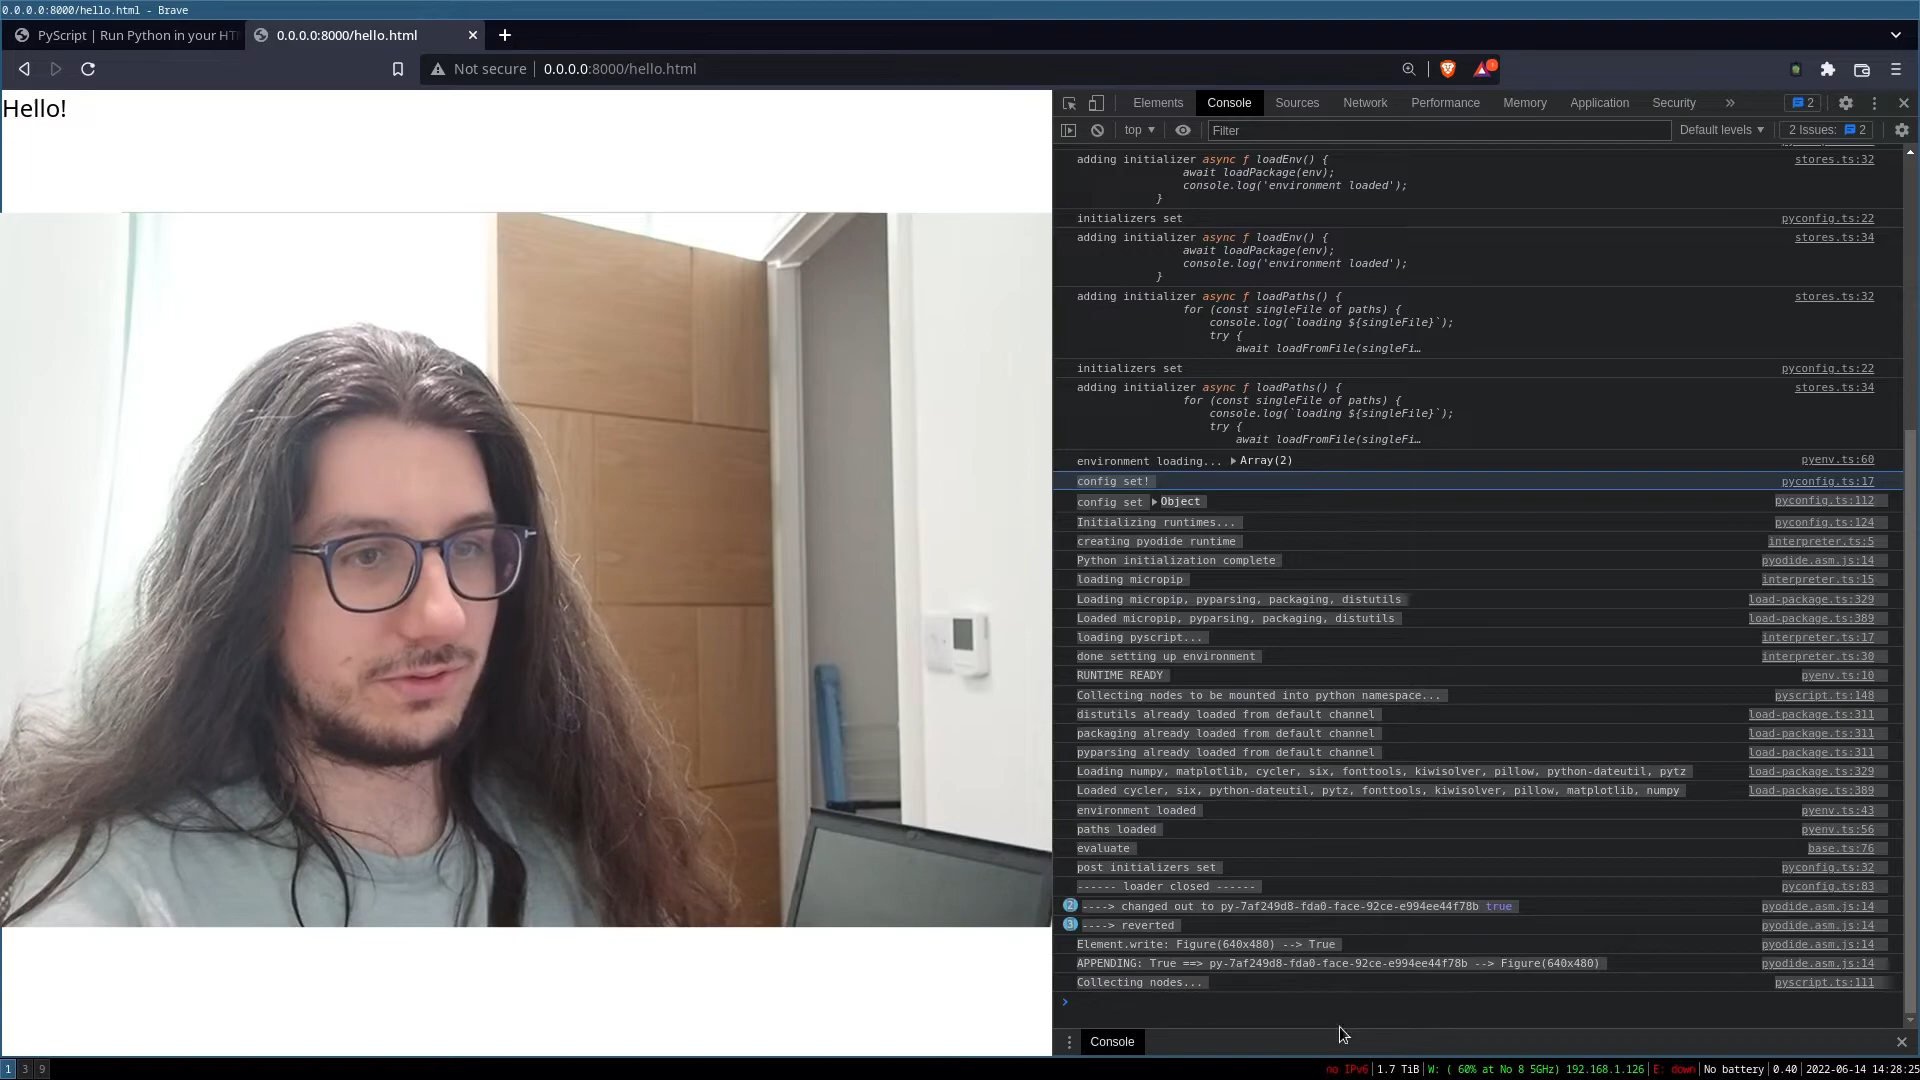 0.0.0.0:8000/hello.html - Brave
PyScript | Run Python in your HT
0.0.0.0:8000/hello.html
Not secure
0.0.0.0:8000/hello.html
Hello!
Elements Console Sources Network Performance Memory Application Security » 2
top Filter Default levels 2 Issues: 2
adding initializer async ƒ loadEnv() { stores.ts:32
await loadPackage(env);
console.log('environment loaded');
}
initializers set pyconfig.ts:22
adding initializer async ƒ loadEnv() { stores.ts:34
await loadPackage(env);
console.log('environment loaded');
}
adding initializer async ƒ loadPaths() { stores.ts:32
for (const singleFile of paths) {
console.log(`loading ${singleFile}`);
try {
await loadFromFile(singleFi…
initializers set pyconfig.ts:22
adding initializer async ƒ loadPaths() { stores.ts:34
for (const singleFile of paths) {
console.log(`loading ${singleFile}`);
try {
await loadFromFile(singleFi…
environment loading... Array(2) pyenv.ts:60
config set! pyconfig.ts:17
config set Object pyconfig.ts:112
Initializing runtimes... pyconfig.ts:124
creating pyodide runtime interpreter.ts:5
Python initialization complete pyodide.asm.js:14
loading micropip interpreter.ts:15
Loading micropip, pyparsing, packaging, distutils load-package.ts:329
Loaded micropip, pyparsing, packaging, distutils load-package.ts:389
loading pyscript... interpreter.ts:17
done setting up environment interpreter.ts:30
RUNTIME READY pyenv.ts:10
Collecting nodes to be mounted into python namespace... pyscript.ts:148
distutils already loaded from default channel load-package.ts:311
packaging already loaded from default channel load-package.ts:311
pyparsing already loaded from default channel load-package.ts:311
Loading numpy, matplotlib, cycler, six, fonttools, kiwisolver, pillow, python-dateutil, pytz load-package.ts:329
Loaded cycler, six, python-dateutil, pytz, fonttools, kiwisolver, pillow, matplotlib, numpy load-package.ts:389
environment loaded pyenv.ts:43
paths loaded pyenv.ts:56
evaluate base.ts:76
post initializers set pyconfig.ts:32
------ loader closed ------ pyconfig.ts:83
2 ----> changed out to py-7af249d8-fda0-face-92ce-e994ee44f78b true pyodide.asm.js:14
3 ----> reverted pyodide.asm.js:14
Element.write: Figure(640x480) --> True pyodide.asm.js:14
APPENDING: True ==> py-7af249d8-fda0-face-92ce-e994ee44f78b --> Figure(640x480) pyodide.asm.js:14
Collecting nodes... pyscript.ts:111
Console
1 3 9 no IPv6 | 1.7 TiB | W: ( 60% at No 8 5GHz) 192.168.1.126 | E: down | No battery | 0.40 | 2022-06-14 14:28:25